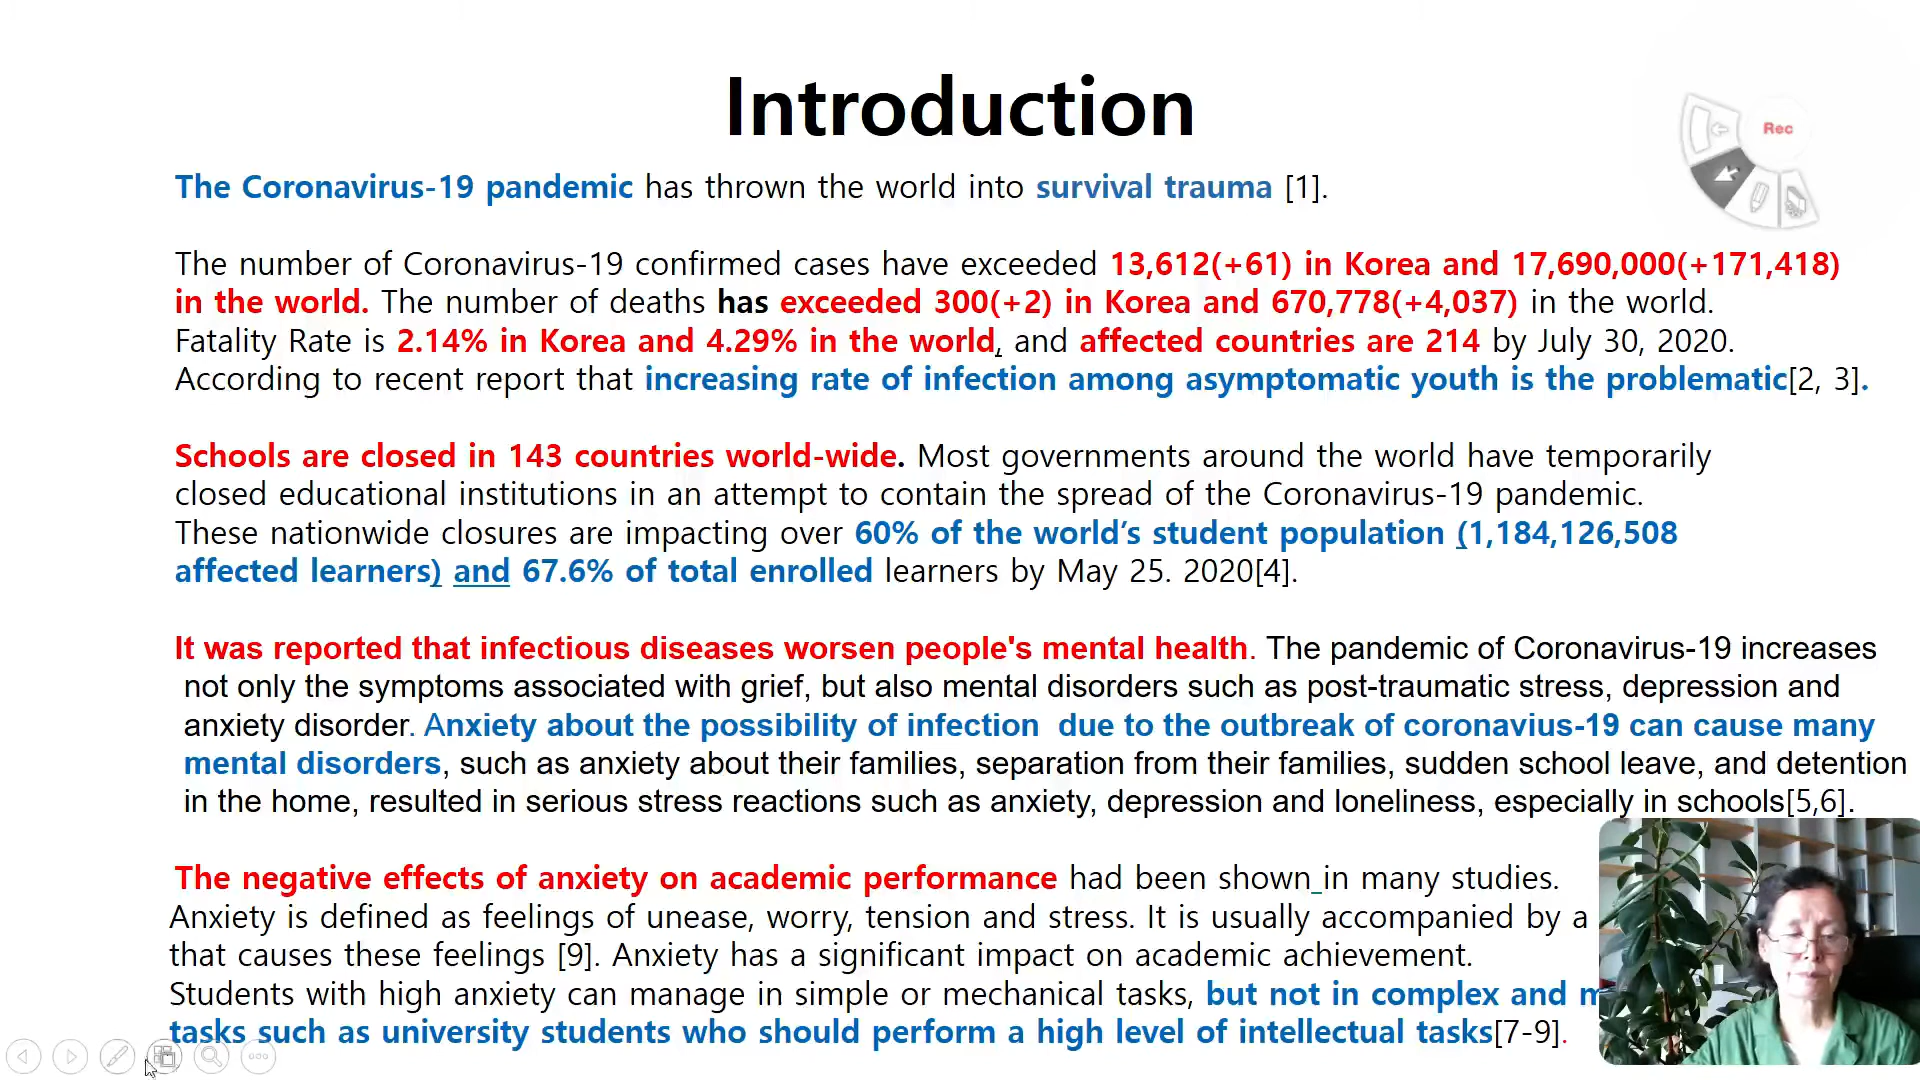 Introduction
Rec
The Coronavirus-19 pandemic has thrown the world into survival trauma [1].
The number of Coronavirus-19 confirmed cases have exceeded 13,612(+61) in Korea and 17,690,000(+171,418)
in the world. The number of deaths has exceeded 300(+2) in Korea and 670,778(+4,037) in the world.
Fatality Rate is 2.14% in Korea and 4.29% in the world, and affected countries are 214 by July 30, 2020.
According to recent report that increasing rate of infection among asymptomatic youth is the problematic[2, 3].
Schools are closed in 143 countries world-wide. Most governments around the world have temporarily
closed educational institutions in an attempt to contain the spread of the Coronavirus-19 pandemic.
These nationwide closures are impacting over 60% of the world’s student population (1,184,126,508
affected learners) and 67.6% of total enrolled learners by May 25. 2020[4].
It was reported that infectious diseases worsen people's mental health. The pandemic of Coronavirus-19 increases
not only the symptoms associated with grief, but also mental disorders such as post-traumatic stress, depression and
anxiety disorder. Anxiety about the possibility of infection due to the outbreak of coronavius-19 can cause many
mental disorders, such as anxiety about their families, separation from their families, sudden school leave, and detention
in the home, resulted in serious stress reactions such as anxiety, depression and loneliness, especially in schools[5,6].
The negative effects of anxiety on academic performance had been shown in many studies.
Anxiety is defined as feelings of unease, worry, tension and stress. It is usually accompanied by a
that causes these feelings [9]. Anxiety has a significant impact on academic achievement.
Students with high anxiety can manage in simple or mechanical tasks, but not in complex and
tasks such as university students who should perform a high level of intellectual tasks[7-9].